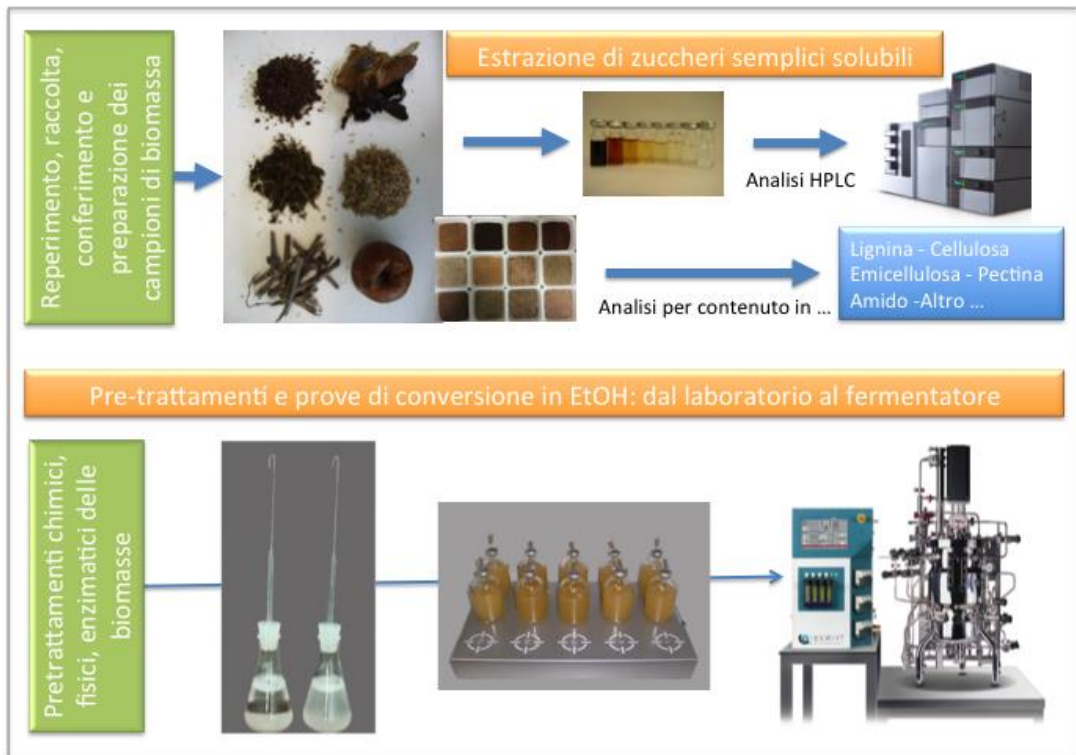 Reperimento, raccolta,
conferimento e
preparazione dei
campioni di biomassa
Estrazione di zuccheri semplici solubili
Analisi HPLC
Analisi per contenuto in ...
Lignina - Cellulosa
Emicellulosa - Pectina
Amido -Altro ...
Pre-trattamenti e prove di conversione in EtOH: dal laboratorio al fermentatore
Pretrattamenti chimici,
fisici, enzimatici delle
biomasse